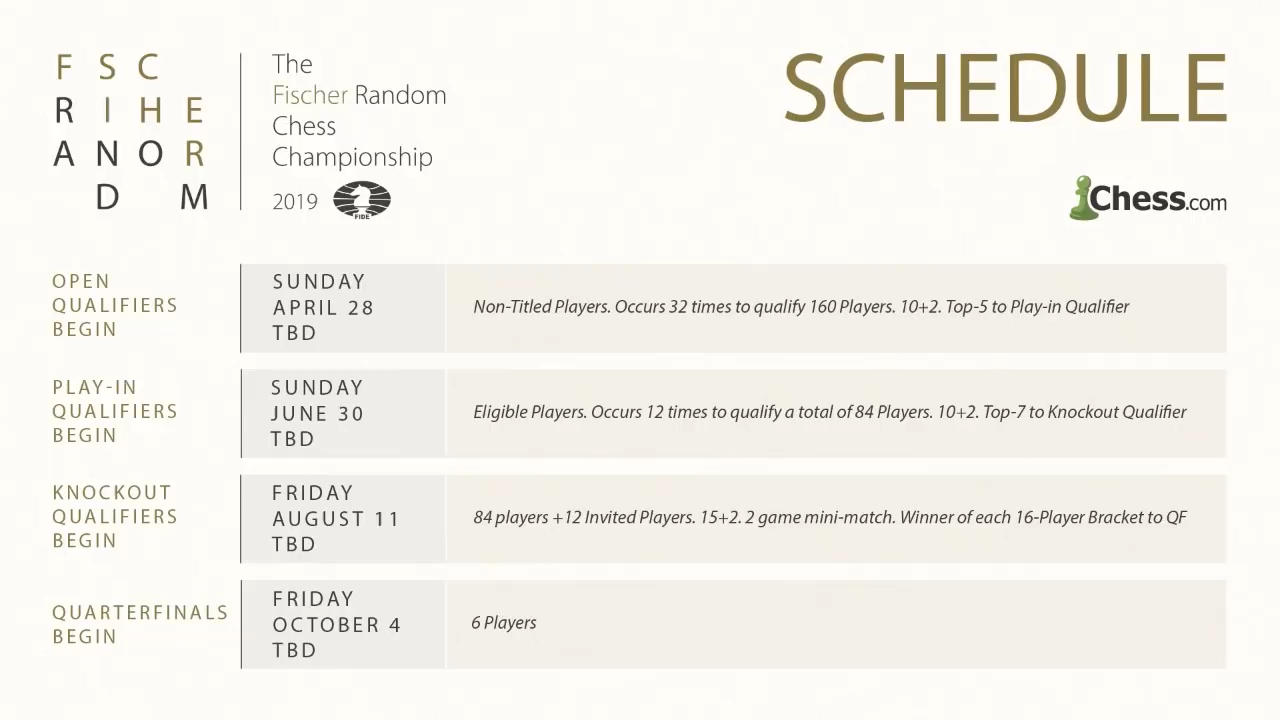 F S C
R I H E
A N O R
D M
The
Fischer Random
Chess
Championship
2019
FIDE
SCHEDULE
Chess.com
OPEN
QUALIFIERS
BEGIN
SUNDAY
APRIL 28
TBD
Non-Titled Players. Occurs 32 times to qualify 160 Players. 10+2. Top-5 to Play-in Qualifier
PLAY-IN
QUALIFIERS
BEGIN
SUNDAY
JUNE 30
TBD
Eligible Players. Occurs 12 times to qualify a total of 84 Players. 10+2. Top-7 to Knockout Qualifier
KNOCKOUT
QUALIFIERS
BEGIN
FRIDAY
AUGUST 11
TBD
84 players +12 Invited Players. 15+2. 2 game mini-match. Winner of each 16-Player Bracket to QF
QUARTERFINALS
BEGIN
FRIDAY
OCTOBER 4
TBD
6 Players